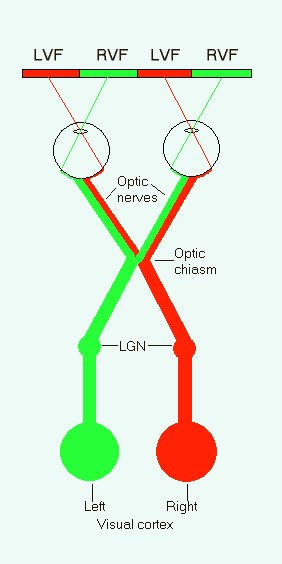 LVF RVF LVF RVF
Optic
nerves
Optic
chiasm
LGN
Left Right
Visual cortex